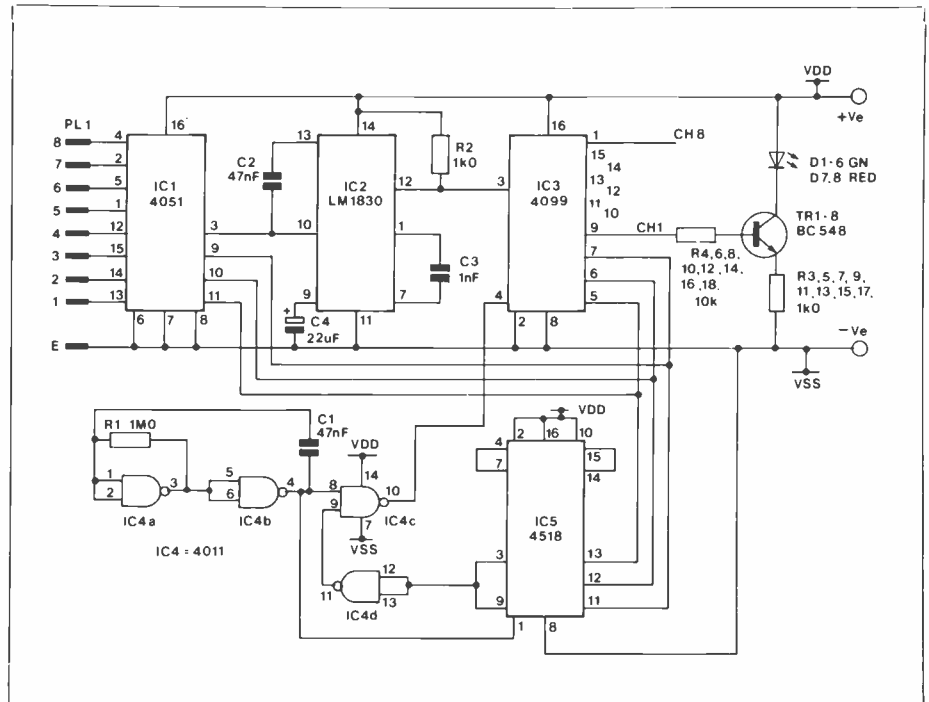 VDD
+Ve
PL1
8
7
6
5
4
3
2
1
E
4
2
5
1
12
15
14
13
16
IC1
4051
3
9
10
11
6
7
8
C2
47nF
13
14
10
IC2
LM1830
12
1
7
9
11
C3
1nF
+
C4
22uF
R2
1k0
3
4
16
IC3
4099
1
15
14
13
12
11
10
9
7
6
5
2
8
CH8
CH1
R4,6,8,
10,12,14,
16,18.
10k
D1-6 GN
D7,8 RED
TR1-8
BC548
R3,5,7,9,
11,13,15,17,
1k0
-Ve
VSS
R1 1M0
C1
47nF
1
2
3
IC4a
5
6
4
IC4b
VDD
14
8
9
10
7
IC4c
VSS
IC4 = 4011
11
12
13
IC4d
VDD
2
16
10
4
7
15
14
IC5
4518
3
9
13
12
11
1
8